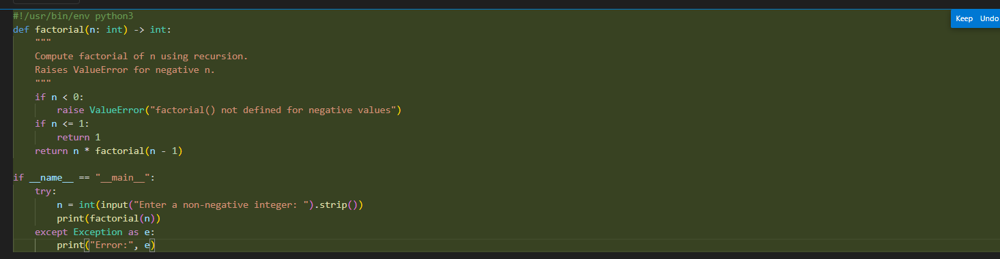 #!/usr/bin/env python3
Keep Undo
def factorial(n: int) -> int:
    """
    Compute factorial of n using recursion.
    Raises ValueError for negative n.
    """
    if n < 0:
        raise ValueError("factorial() not defined for negative values")
    if n <= 1:
        return 1
    return n * factorial(n - 1)

if __name__ == "__main__":
    try:
        n = int(input("Enter a non-negative integer: ").strip())
        print(factorial(n))
    except Exception as e:
        print("Error:", e)